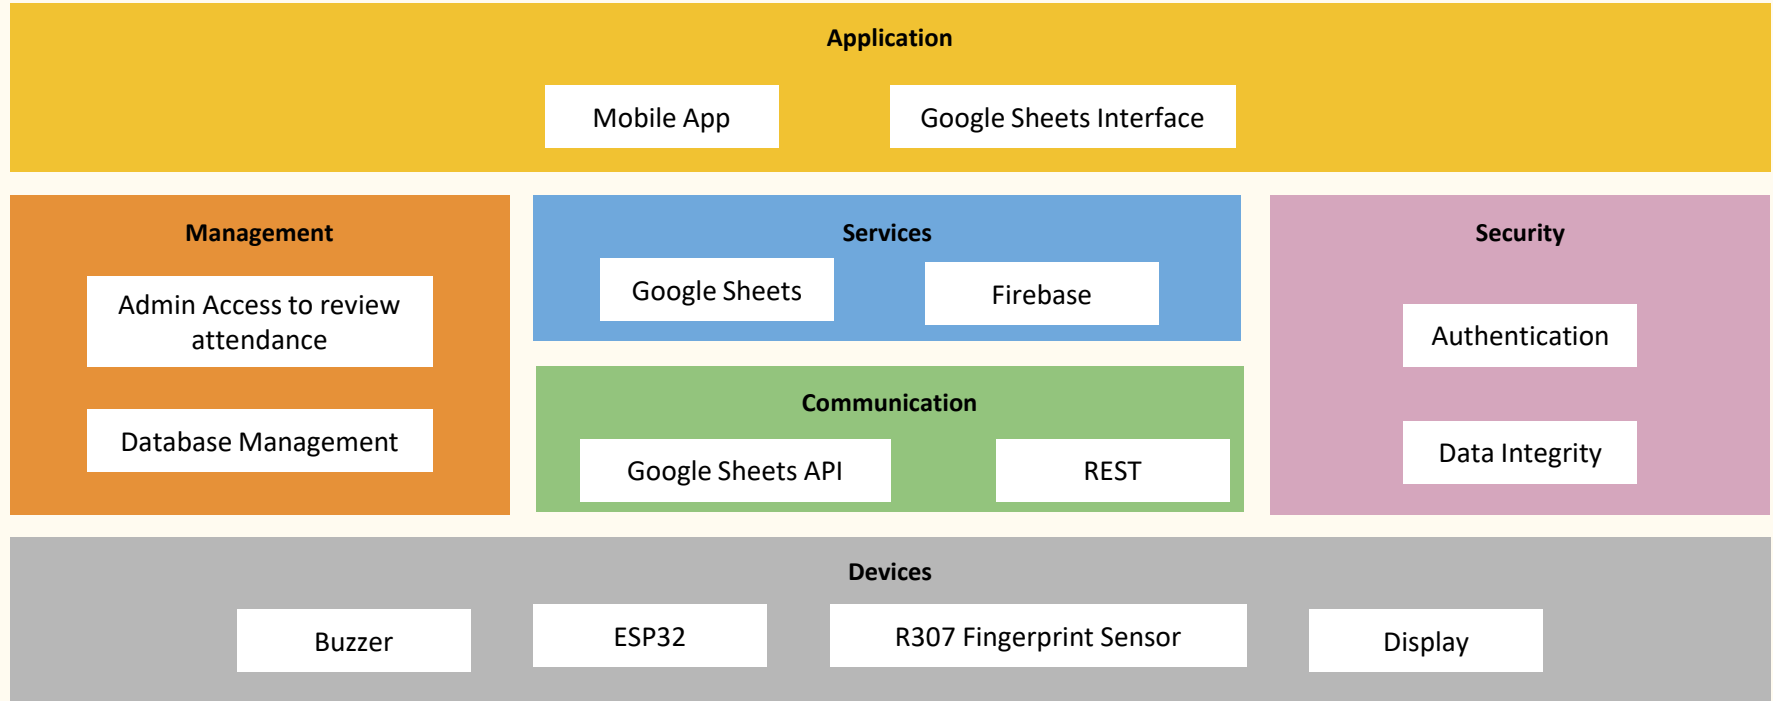 Application
Mobile App
Google Sheets Interface
Management
Admin Access to review
attendance
Database Management
Services
Google Sheets
Firebase
Communication
Google Sheets API
REST
Security
Authentication
Data Integrity
Devices
Buzzer
ESP32
R307 Fingerprint Sensor
Display